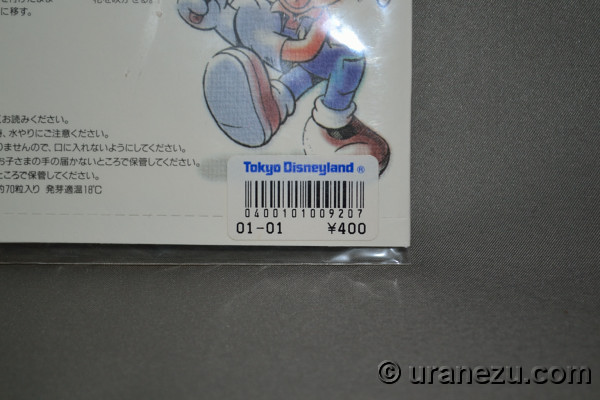 に移す。
お読みください。
水やりにご注意ください。
りませんので、口に入れないようにしてください。
お子さまの手の届かないところで保管してください。
ところで保管してください。
約70粒入り 発芽適温18℃
Tokyo Disneyland®
0400101009207
01-01 ¥400
© uranezu.com